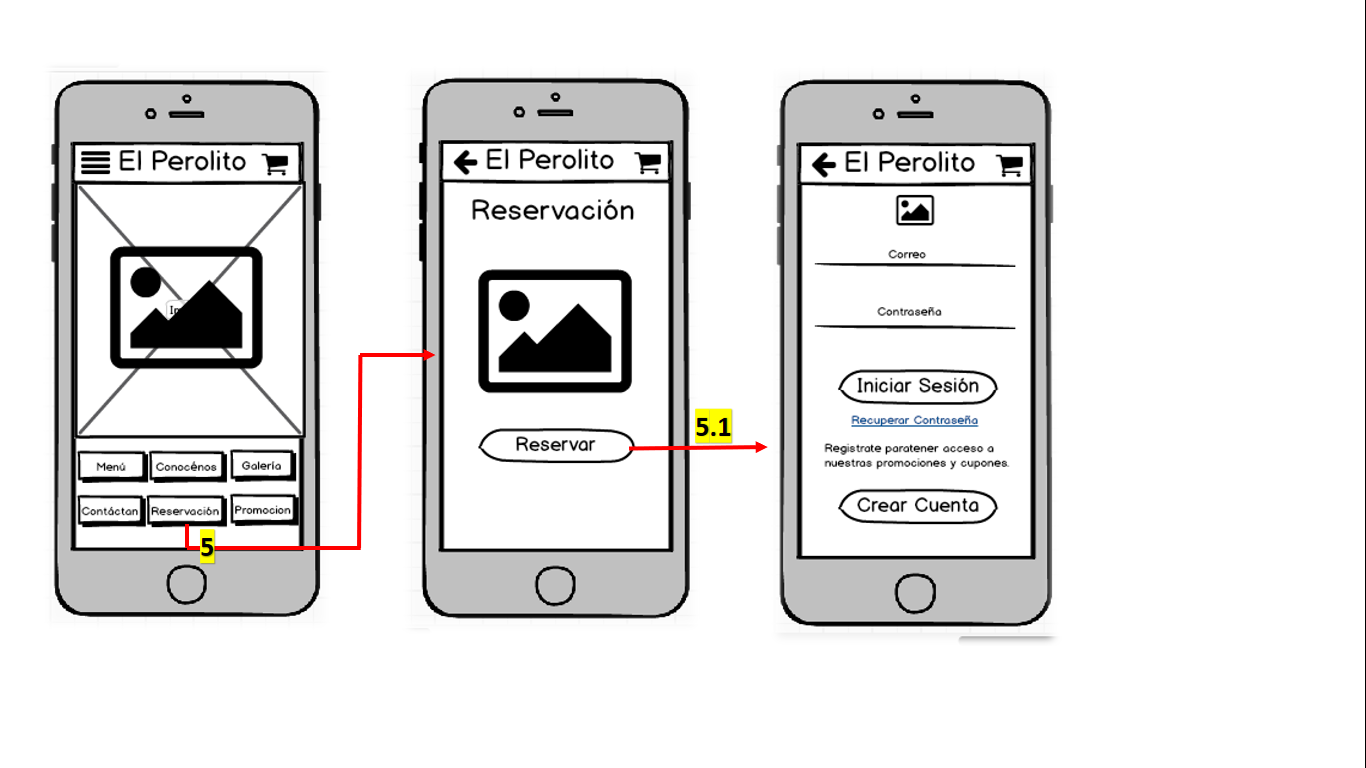 El Perolito
Menú
Conocénos
Galería
Contáctan
Reservación
Promocion
5
El Perolito
Reservación
Reservar
5.1
El Perolito
Correo
Contraseña
Iniciar Sesión
Recuperar Contraseña
Registrate paratener acceso a
nuestras promociones y cupones.
Crear Cuenta